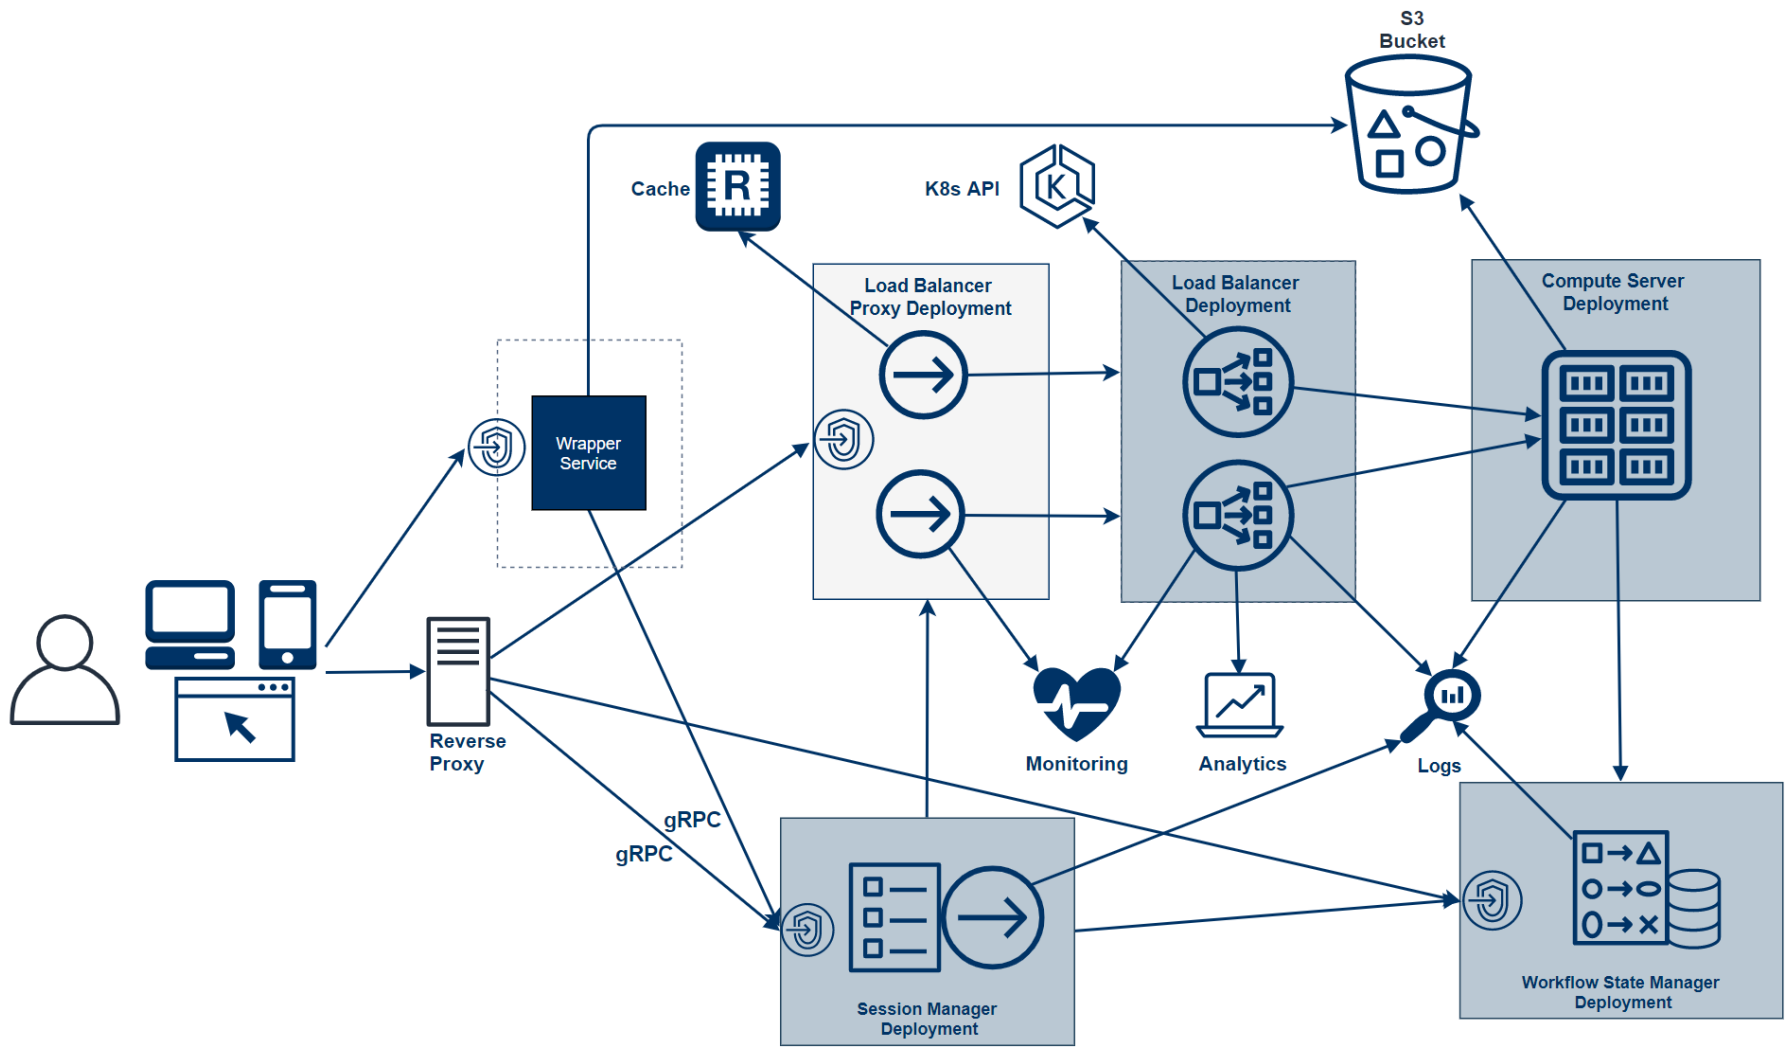 S3
Bucket
Cache
R
K8s API
K
Load Balancer
Proxy Deployment
Load Balancer
Deployment
Compute Server
Deployment
Wrapper
Service
Reverse
Proxy
Monitoring
Analytics
Logs
gRPC
gRPC
Session Manager
Deployment
Workflow State Manager
Deployment